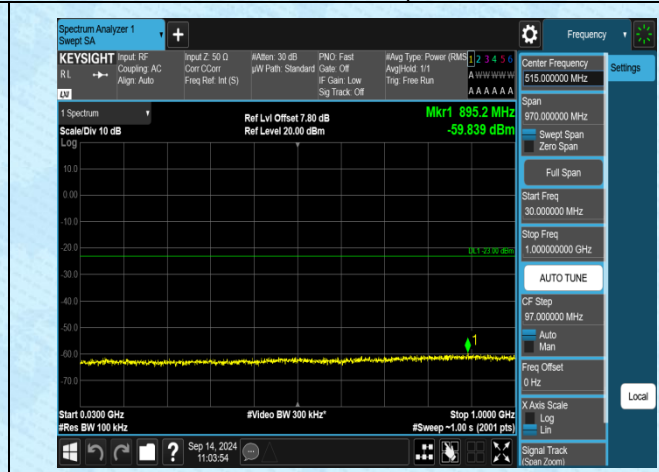 Spectrum Analyzer 1
Swept SA
Frequency
KEYSIGHT
RL
LXI
Input: RF
Coupling: AC
Align: Auto
Input Z: 50 Ω
Corr CCorr
Freq Ref: Int (S)
#Atten: 30 dB
µW Path: Standard
PNO: Fast
Gate: Off
IF Gain: Low
Sig Track: Off
#Avg Type: Power (RMS
Avg|Hold: 1/1
Trig: Free Run
1 2 3 4 5 6
A W W W W W
A A A A A A
1 Spectrum
Scale/Div 10 dB
Ref Lvl Offset 7.80 dB
Ref Level 20.00 dBm
Mkr1 895.2 MHz
-59.839 dBm
Log
10.0
0.00
-10.0
-20.0
DL1 -23.00 dBm
-30.0
-40.0
-50.0
-60.0
-70.0
1
Start 0.0300 GHz
#Res BW 100 kHz
#Video BW 300 kHz*
Stop 1.0000 GHz
#Sweep ~1.00 s (2001 pts)
?
Sep 14, 2024
11:03:54
Center Frequency
515.000000 MHz
Settings
Span
970.000000 MHz
Swept Span
Zero Span
Full Span
Start Freq
30.000000 MHz
Stop Freq
1.000000000 GHz
AUTO TUNE
CF Step
97.000000 MHz
Auto
Man
Freq Offset
0 Hz
X Axis Scale
Log
Lin
Local
Signal Track
(Span Zoom)